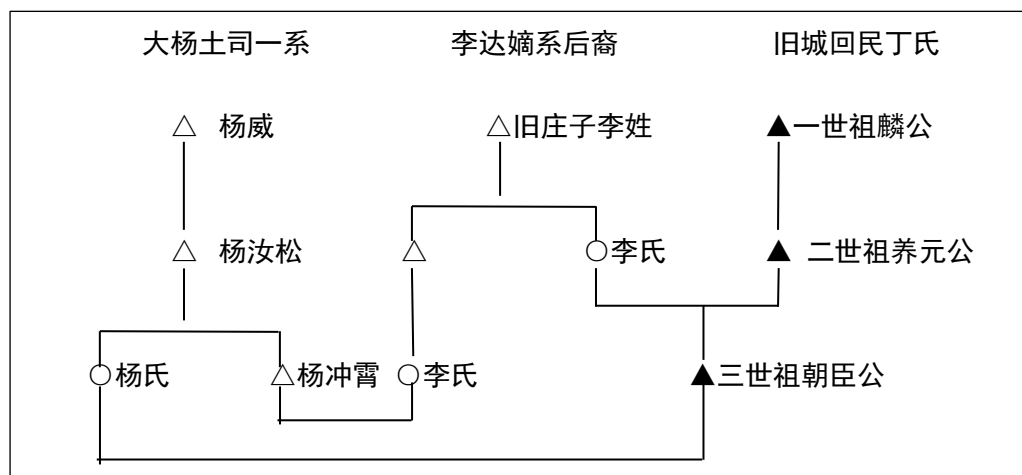 大杨土司一系 李达嫡系后裔 旧城回民丁氏
杨威 旧庄子李姓 一世祖麟公
杨汝松 李氏 二世祖养元公
杨氏 杨冲霄 李氏 三世祖朝臣公